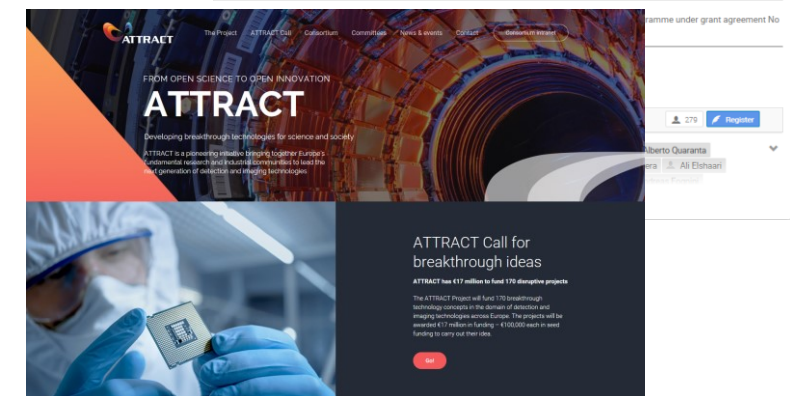 ramme under grant agreement No
ATTRACT
The Project ATTRACT Call Consortium Committees News & events Contact Consortium Intranet
FROM OPEN SCIENCE TO OPEN INNOVATION
ATTRACT
Developing breakthrough technologies for science and society
ATTRACT is a pioneering initiative bringing together Europe's
fundamental research and industrial communities to lead the
next generation of detection and imaging technologies.
279 Register
Alberto Quaranta
era Ali Elshaari
ATTRACT Call for
breakthrough ideas
ATTRACT has €17 million to fund 170 disruptive projects
The ATTRACT Project will fund 170 breakthrough
technology concepts in the domain of detection and
imaging technologies across Europe. The projects will be
awarded €17 million in funding – €100,000 each in seed
funding to carry out their idea.
Go!